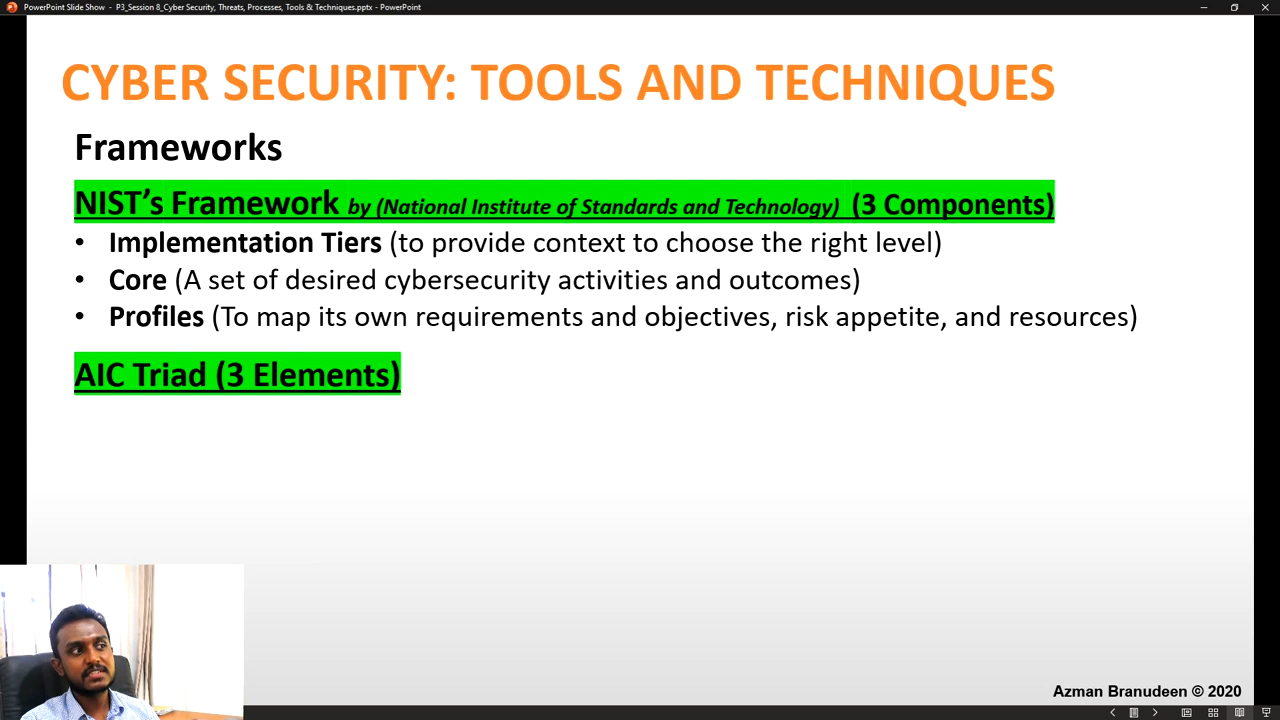 PowerPoint Slide Show - P3_Session 8_Cyber Security, Threats, Processes, Tools & Techniques.pptx - PowerPoint
CYBER SECURITY: TOOLS AND TECHNIQUES
Frameworks
NIST’s Framework by (National Institute of Standards and Technology) (3 Components)
• Implementation Tiers (to provide context to choose the right level)
• Core (A set of desired cybersecurity activities and outcomes)
• Profiles (To map its own requirements and objectives, risk appetite, and resources)
AIC Triad (3 Elements)
Azman Branudeen © 2020